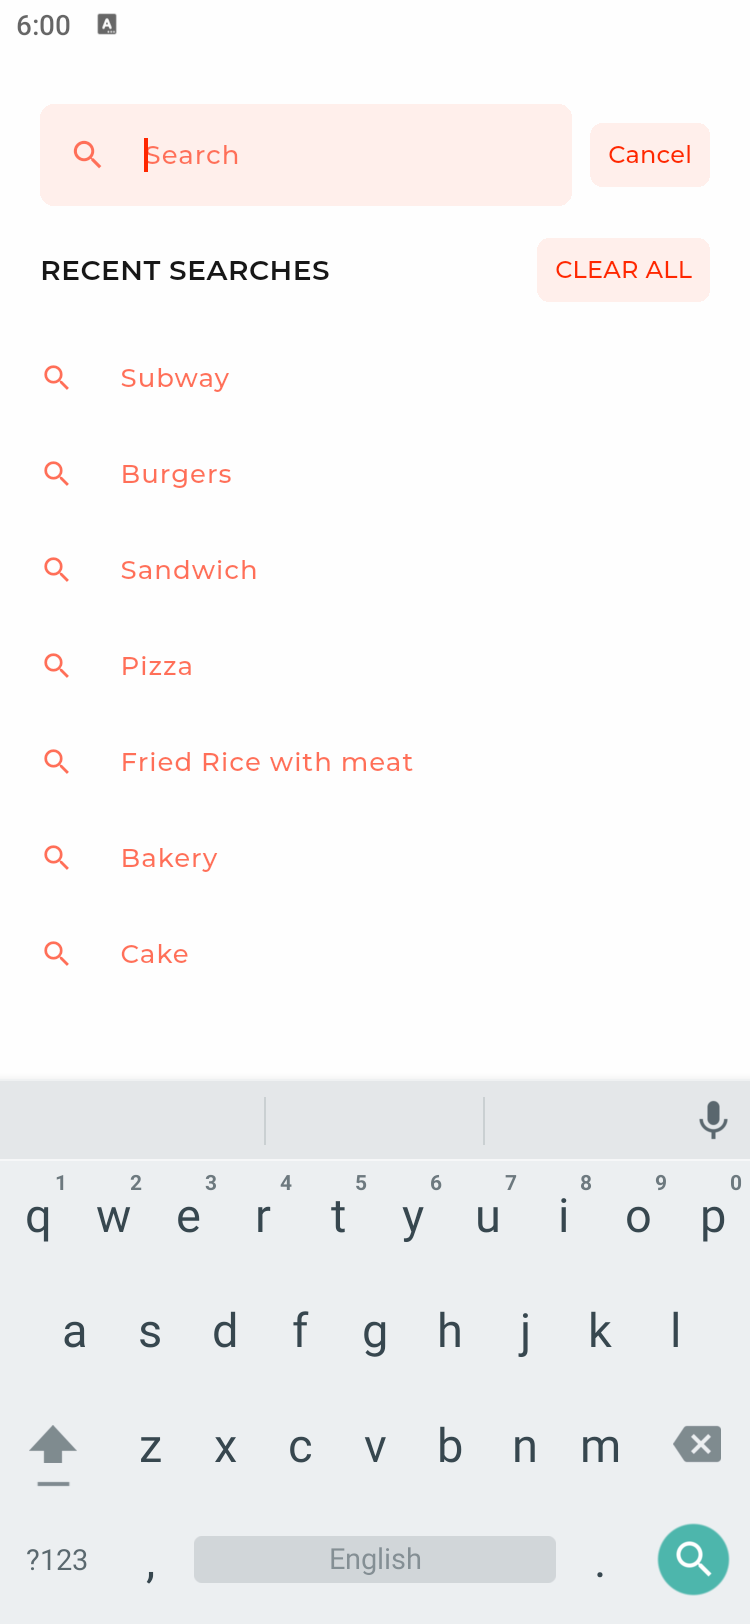 6:00
Search
Cancel
RECENT SEARCHES
CLEAR ALL
Subway
Burgers
Sandwich
Pizza
Fried Rice with meat
Bakery
Cake
1 2 3 4 5 6 7 8 9 0
q w e r t y u i o p
a s d f g h j k l
z x c v b n m
?123 , English .